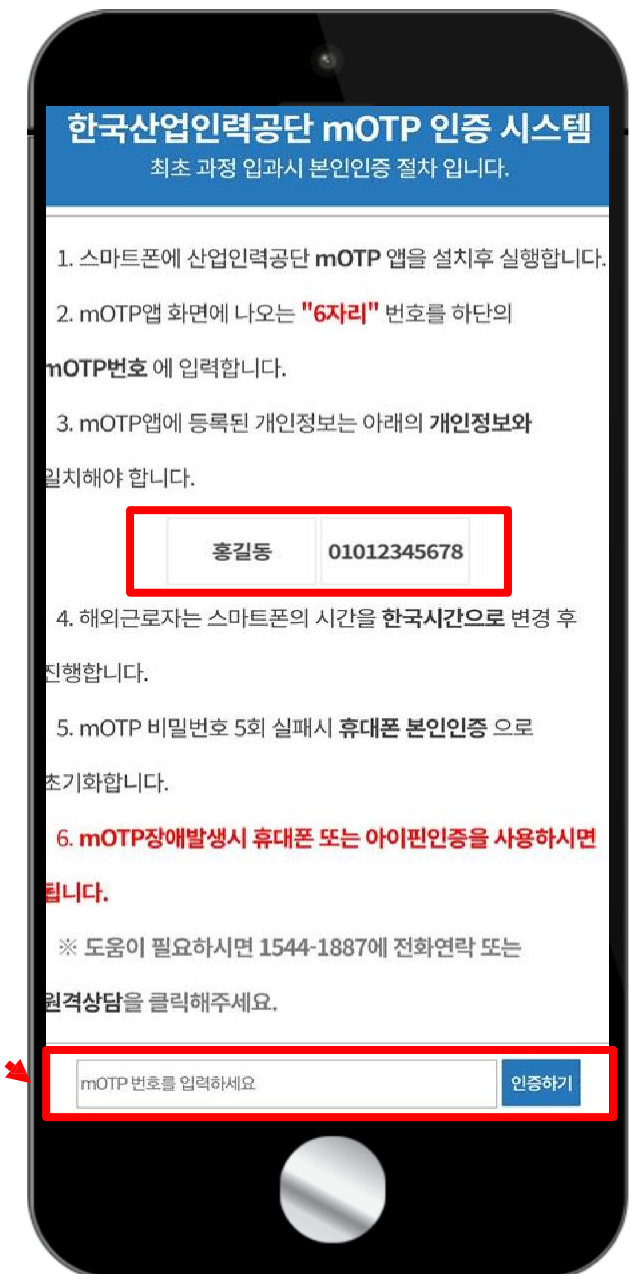 한국산업인력공단 mOTP 인증 시스템
최초 과정 입과시 본인인증 절차 입니다.
1. 스마트폰에 산업인력공단 mOTP 앱을 설치후 실행합니다.
2. mOTP앱 화면에 나오는 "6자리" 번호를 하단의
mOTP번호 에 입력합니다.
3. mOTP앱에 등록된 개인정보는 아래의 개인정보와
일치해야 합니다.
홍길동 01012345678
4. 해외근로자는 스마트폰의 시간을 한국시간으로 변경 후
진행합니다.
5. mOTP 비밀번호 5회 실패시 휴대폰 본인인증 으로
초기화합니다.
6. mOTP장애발생시 휴대폰 또는 아이핀인증을 사용하시면
됩니다.
※ 도움이 필요하시면 1544-1887에 전화연락 또는
원격상담을 클릭해주세요.
mOTP 번호를 입력하세요 인증하기